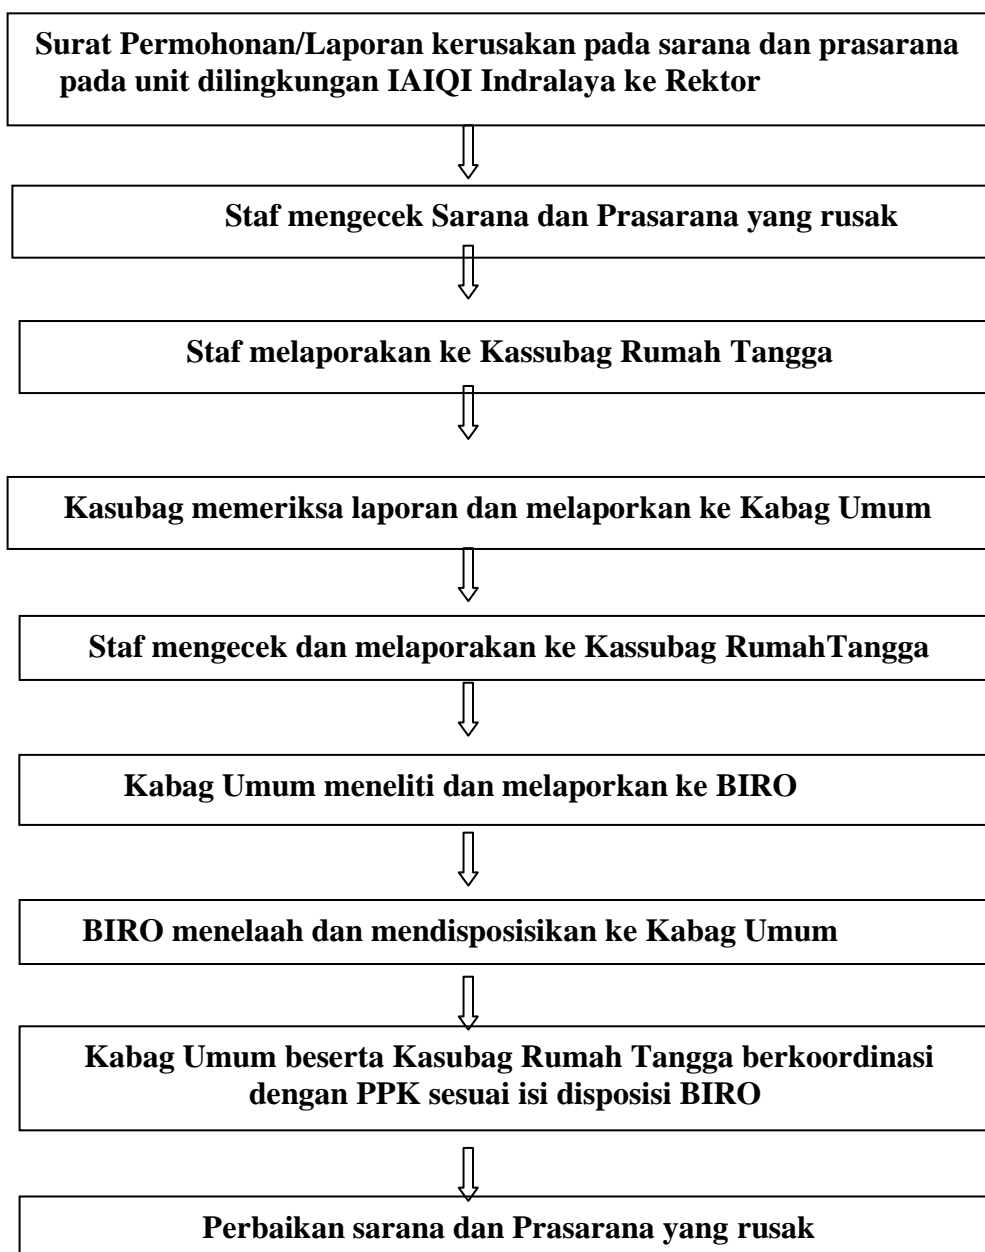 Surat Permohonan/Laporan kerusakan pada sarana dan prasarana
pada unit dilingkungan IAIQI Indralaya ke Rektor
Staf mengecek Sarana dan Prasarana yang rusak
Staf melaporakan ke Kassubag Rumah Tangga
Kasubag memeriksa laporan dan melaporkan ke Kabag Umum
Staf mengecek dan melaporakan ke Kassubag RumahTangga
Kabag Umum meneliti dan melaporkan ke BIRO
BIRO menelaah dan mendisposisikan ke Kabag Umum
Kabag Umum beserta Kasubag Rumah Tangga berkoordinasi
dengan PPK sesuai isi disposisi BIRO
Perbaikan sarana dan Prasarana yang rusak